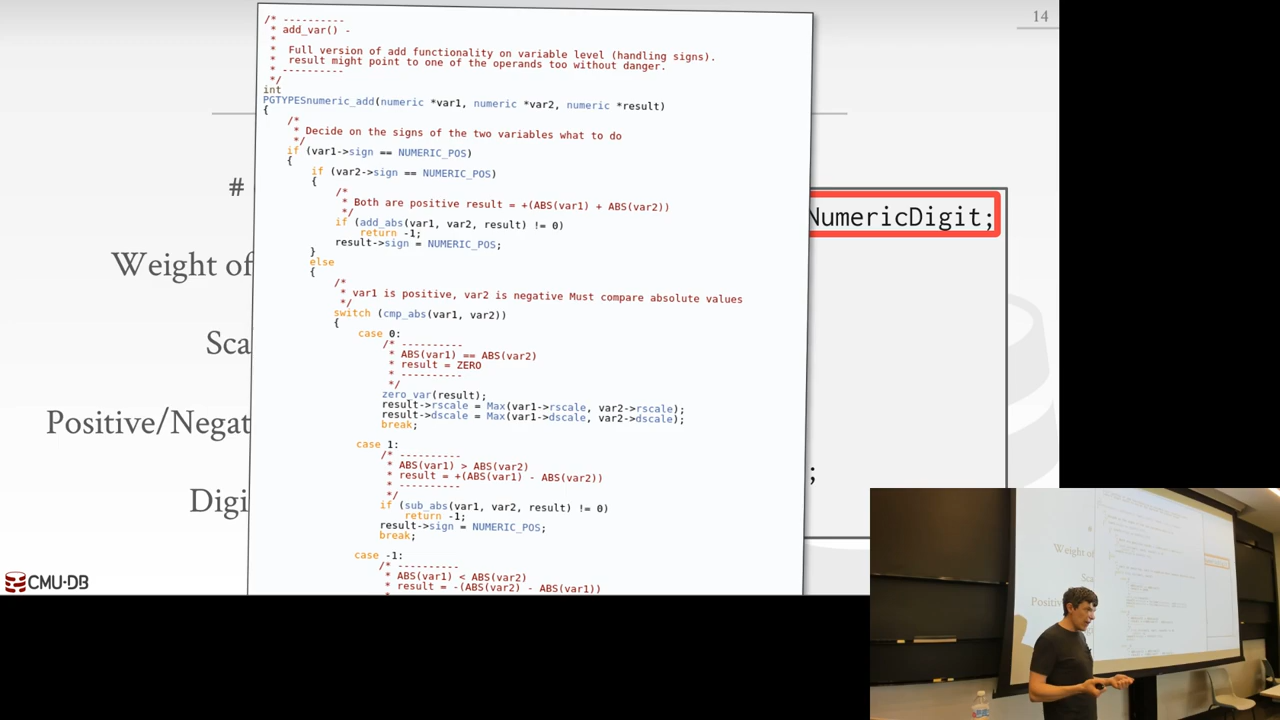 14
/* ----------
* add_var() -
*
* Full version of add functionality on variable level (handling signs).
* result might point to one of the operands too without danger.
* ----------
*/
int
PGTYPESnumeric_add(numeric *var1, numeric *var2, numeric *result)
{
/*
* Decide on the signs of the two variables what to do
*/
if (var1->sign == NUMERIC_POS)
{
if (var2->sign == NUMERIC_POS)
{
/*
* Both are positive result = +(ABS(var1) + ABS(var2))
*/
if (add_abs(var1, var2, result) != 0)
return -1;
result->sign = NUMERIC_POS;
}
else
{
/*
* var1 is positive, var2 is negative Must compare absolute values
*/
switch (cmp_abs(var1, var2))
{
case 0:
/* ----------
* ABS(var1) == ABS(var2)
* result = ZERO
* ----------
*/
zero_var(result);
result->rscale = Max(var1->rscale, var2->rscale);
result->dscale = Max(var1->dscale, var2->dscale);
break;
case 1:
/* ----------
* ABS(var1) > ABS(var2)
* result = +(ABS(var1) - ABS(var2))
* ----------
*/
if (sub_abs(var1, var2, result) != 0)
return -1;
result->sign = NUMERIC_POS;
break;
case -1:
/* ----------
* ABS(var1) < ABS(var2)
* result = -(ABS(var2) - ABS(var1))
#
Weight of
Sca
Positive/Negat
Digi
NumericDigit;
;
CMU·DB